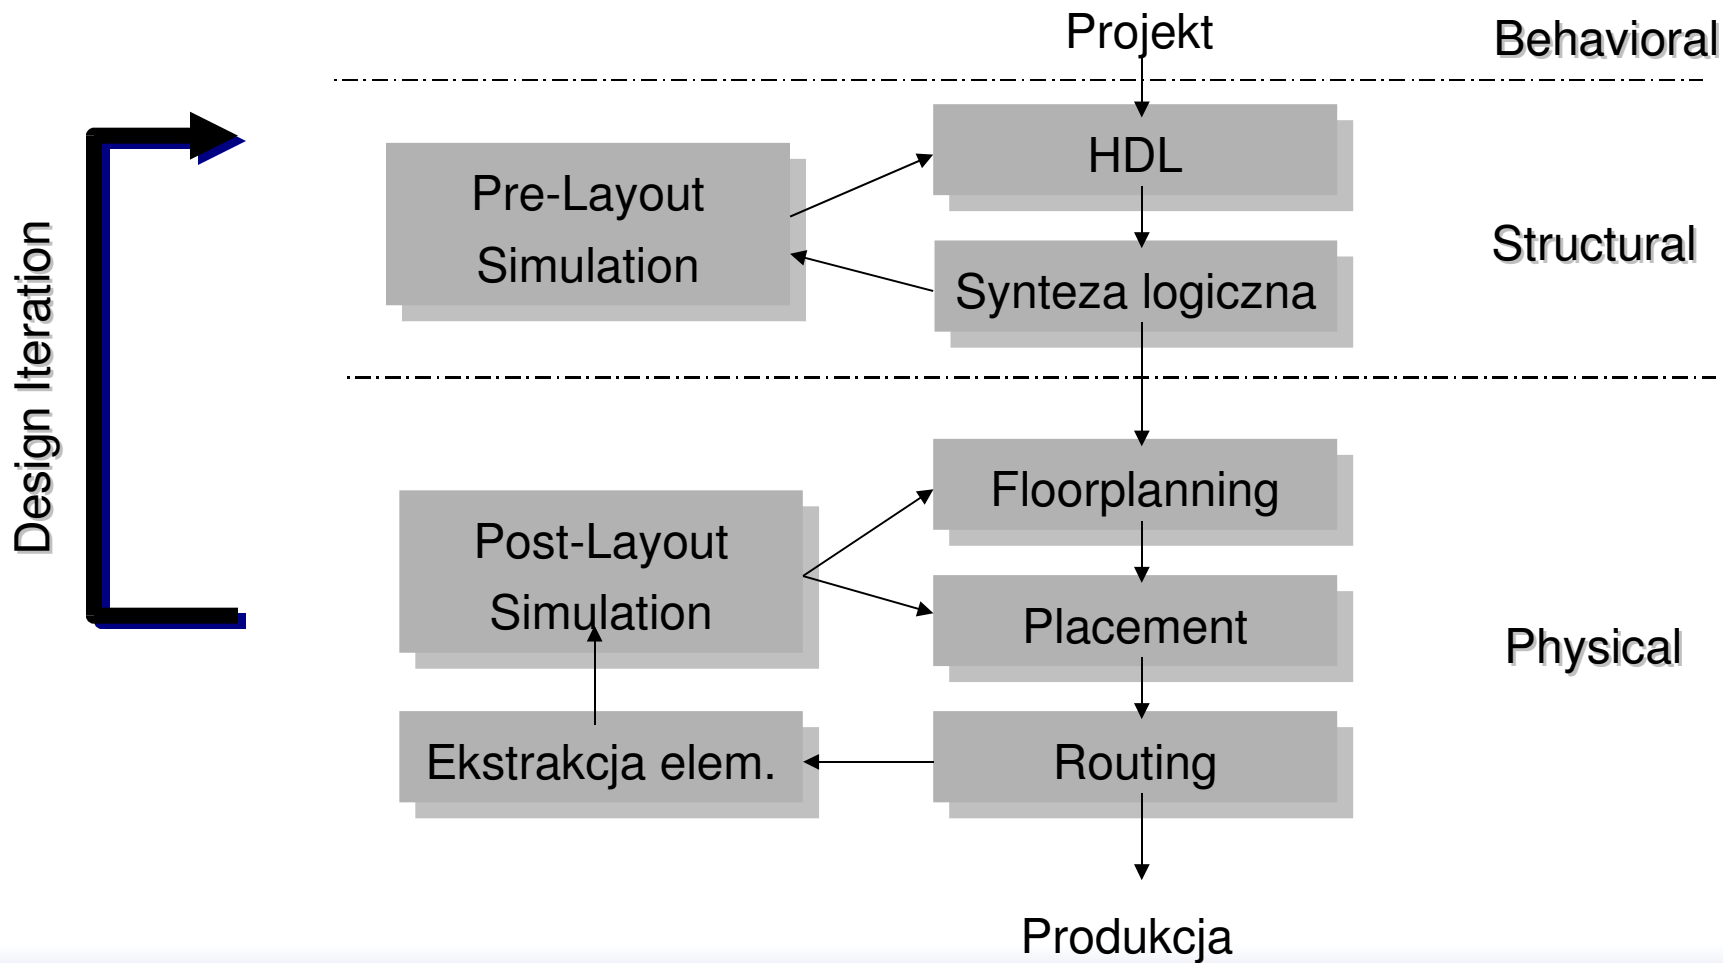 Projekt
Behavioral
HDL
Pre-Layout
Simulation
Structural
Synteza logiczna
Design Iteration
Floorplanning
Post-Layout
Simulation
Placement
Physical
Ekstrakcja elem.
Routing
Produkcja